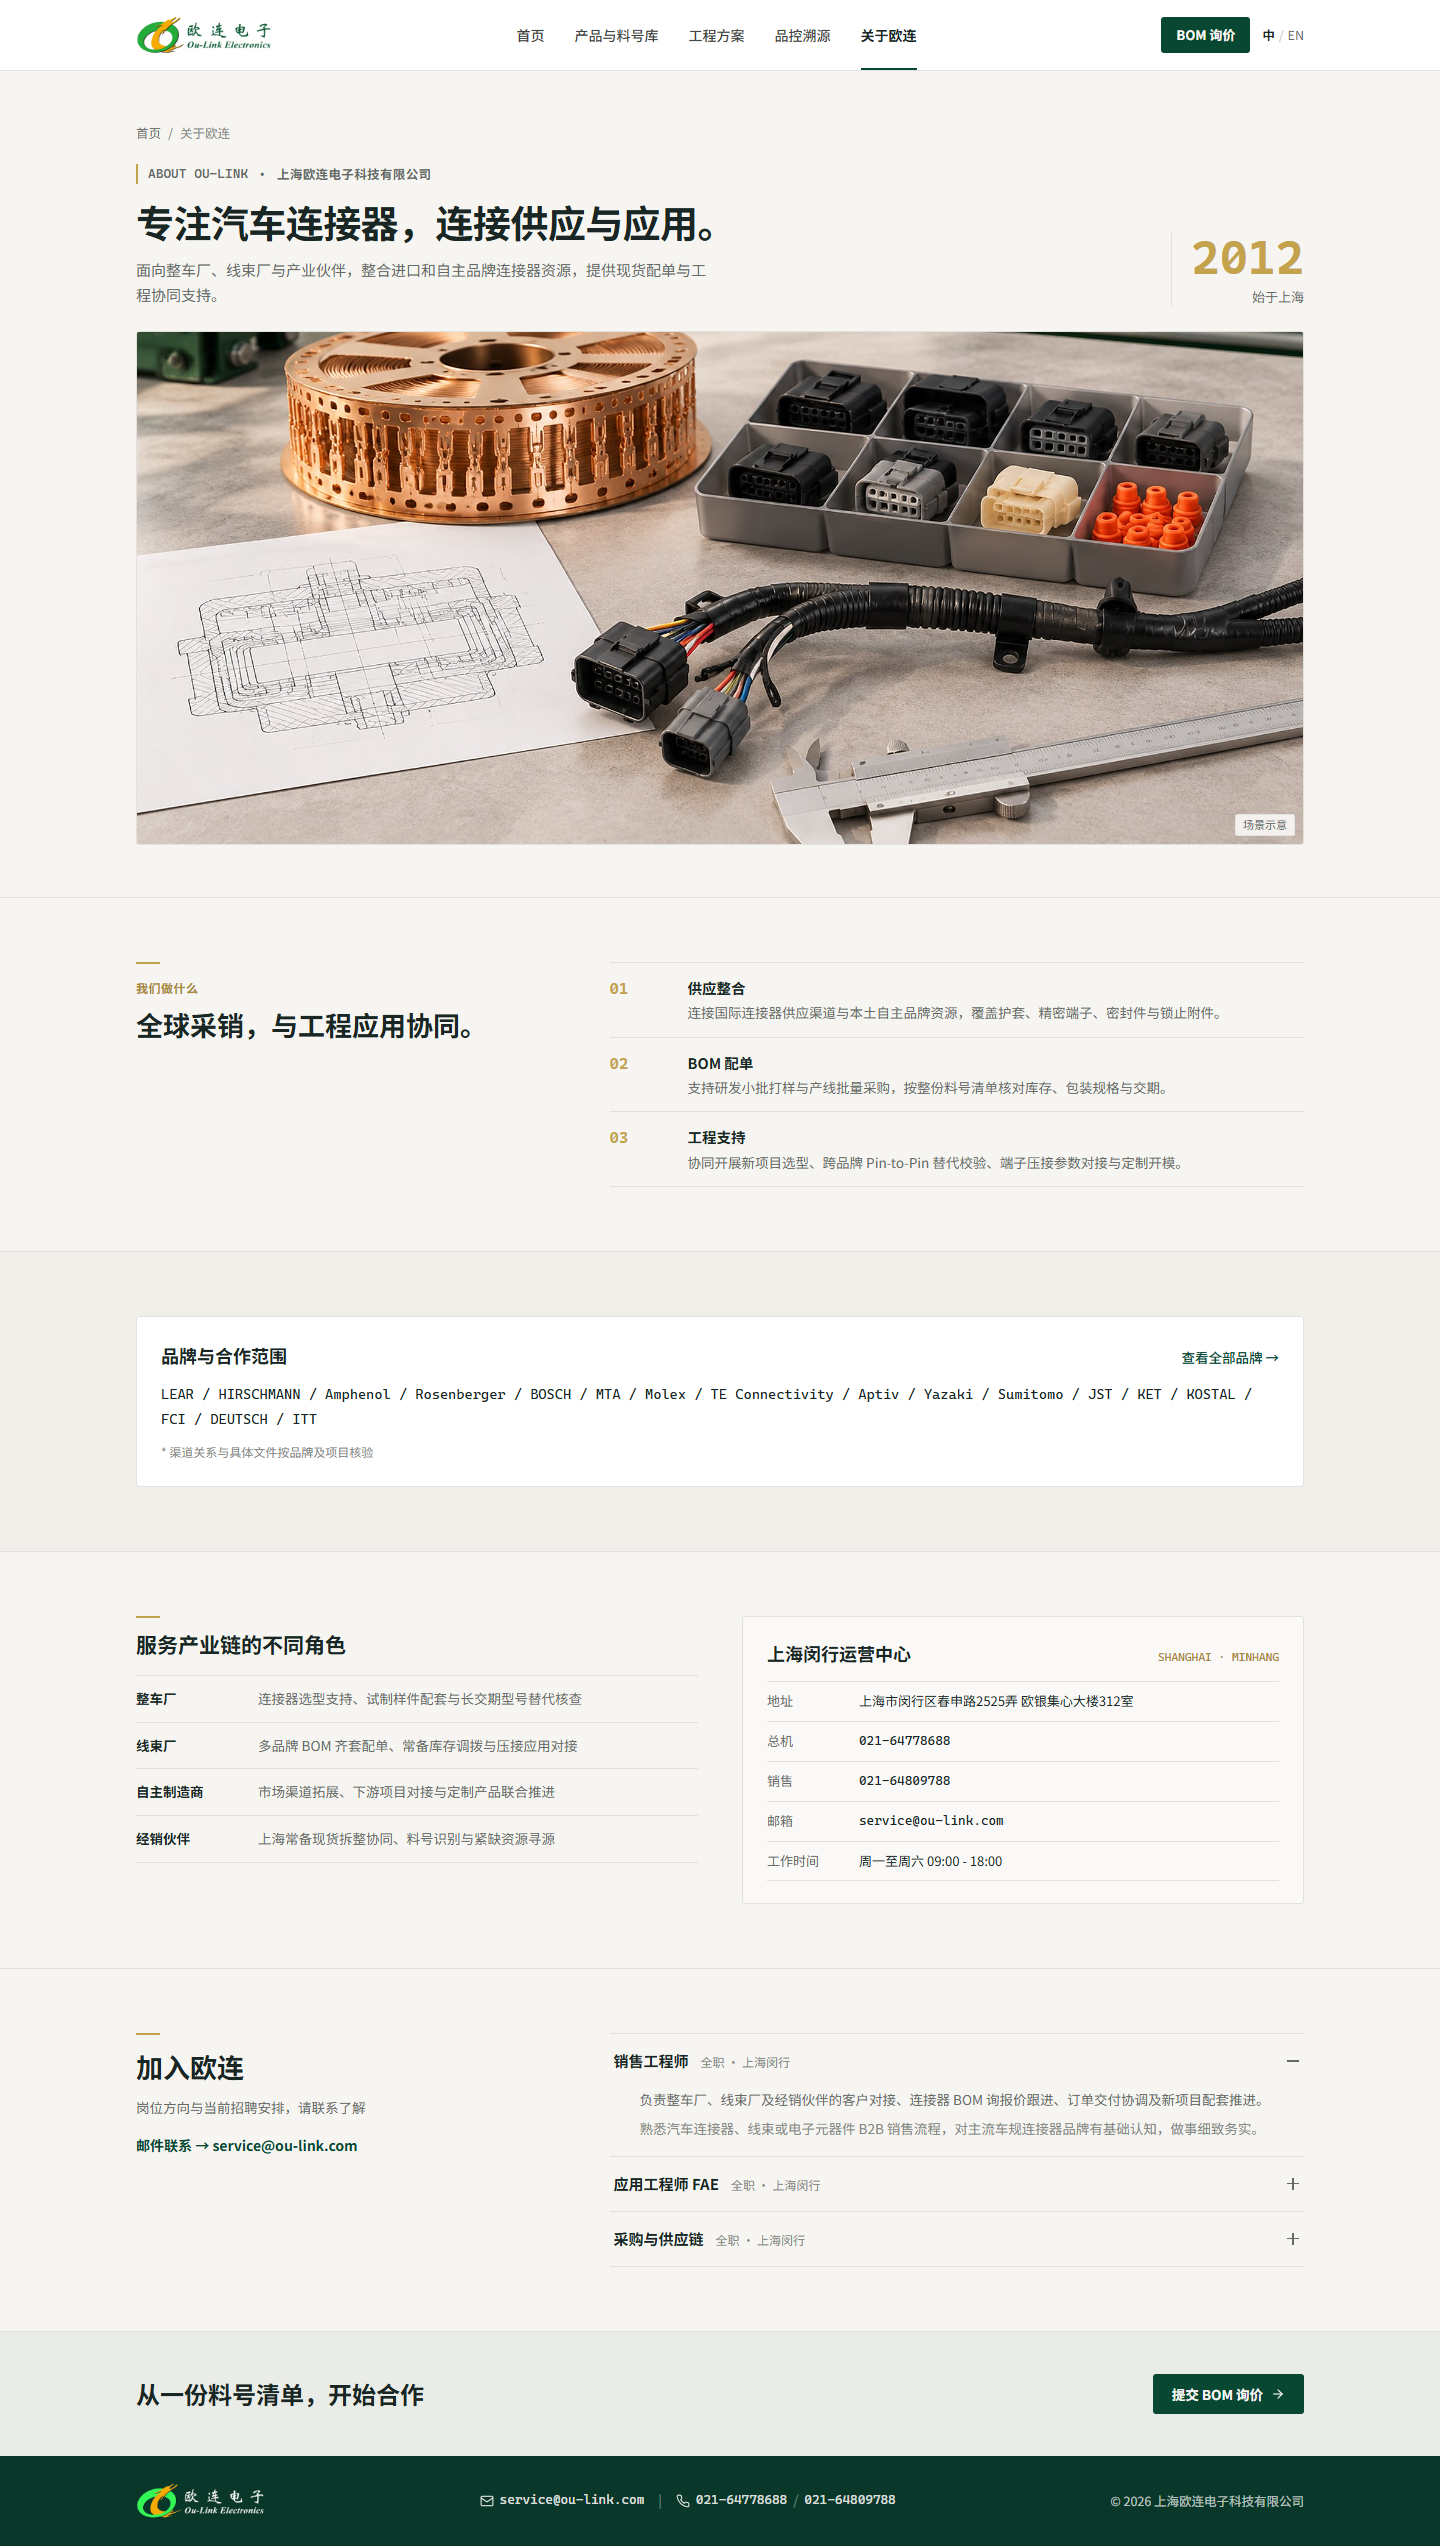 欧连电子
Ou-Link Electronics
首页 产品与料号库 工程方案 品控溯源 关于欧连
BOM 询价 中 / EN
首页 / 关于欧连
ABOUT OU-LINK • 上海欧连电子科技有限公司
专注汽车连接器，连接供应与应用。
面向整车厂、线束厂与产业伙伴，整合进口和自主品牌连接器资源，提供现货配单与工
程协同支持。
2012
始于上海
场景示意
我们做什么
全球采销，与工程应用协同。
01 供应整合
连接国际连接器供应渠道与本土自主品牌资源，覆盖护套、精密端子、密封件与锁止附件。
02 BOM 配单
支持研发小批打样与产线批量采购，按整份料号清单核对库存、包装规格与交期。
03 工程支持
协同开展新项目选型、跨品牌 Pin-to-Pin 替代校验、端子压接参数对接与定制开模。
品牌与合作范围
查看全部品牌 →
LEAR / HIRSCHMANN / Amphenol / Rosenberger / BOSCH / MTA / Molex / TE Connectivity / Aptiv / Yazaki / Sumitomo / JST / KET / KOSTAL /
FCI / DEUTSCH / ITT
* 渠道关系与具体文件按品牌及项目核验
服务产业链的不同角色
整车厂 连接器选型支持、试制样件配套与长交期型号替代核查
线束厂 多品牌 BOM 齐套配单、常备库存调拨与压接应用对接
自主制造商 市场渠道拓展、下游项目对接与定制产品联合推进
经销伙伴 上海常备现货拆整协同、料号识别与紧缺资源寻源
上海闵行运营中心 SHANGHAI · MINHANG
地址 上海市闵行区春申路2525弄 欧银集心大楼312室
总机 021-64778688
销售 021-64809788
邮箱 service@ou-link.com
工作时间 周一至周六 09:00 - 18:00
加入欧连
岗位方向与当前招聘安排，请联系了解
邮件联系 → service@ou-link.com
销售工程师 全职 • 上海闵行
负责整车厂、线束厂及经销伙伴的客户对接、连接器 BOM 询报价跟进、订单交付协调及新项目配套推进。
熟悉汽车连接器、线束或电子元器件 B2B 销售流程，对主流车规连接器品牌有基础认知，做事细致务实。
应用工程师 FAE 全职 • 上海闵行
采购与供应链 全职 • 上海闵行
从一份料号清单，开始合作
提交 BOM 询价 →
欧连电子
Ou-Link Electronics
service@ou-link.com | 021-64778688 / 021-64809788
© 2026 上海欧连电子科技有限公司